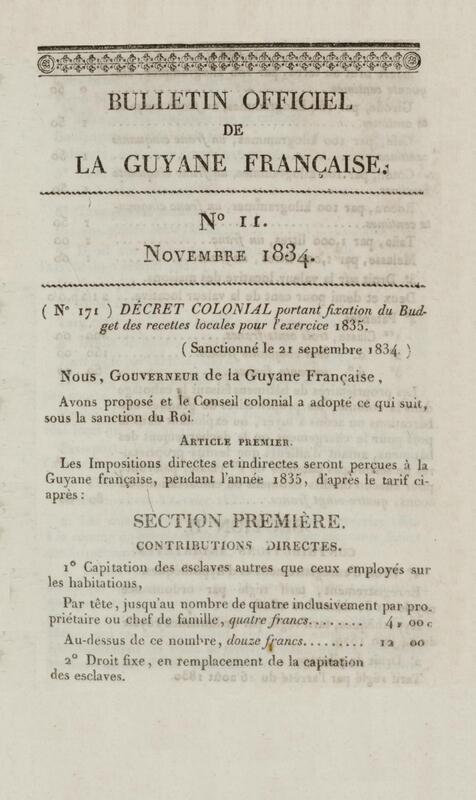 BULLETIN OFFICIEL
DE
LA GUYANE FRANÇAISE.
Nº 11.
NOVEMBRE 1834.
( Nº 171 ) DÉCRET COLONIAL portant fixation du Bud-
get des recettes locales pour l'exercice 1835.
( Sanctionné le 21 septembre 1834. )
Nous, GOUVERNEUR de la Guyane Française,
Avons proposé et le Conseil colonial a adopté ce qui suit,
sous la sanction du Roi.
ARTICLE PREMIER.
Les Impositions directes et indirectes seront perçues à la
Guyane française, pendant l'année 1835, d'après le tarif ci-
après :
SECTION PREMIÈRE.
CONTRIBUTIONS DIRECTES.
1º Capitation des esclaves autres que ceux employés sur
les habitations,
Par tête, jusqu'au nombre de quatre inclusivement par pro-
priétaire ou chef de famille, quatre francs........ 4, 00 c
Au-dessus de ce nombre, douze francs......... 12 00
2º Droit fixe, en remplacement de la capitation
des esclaves.